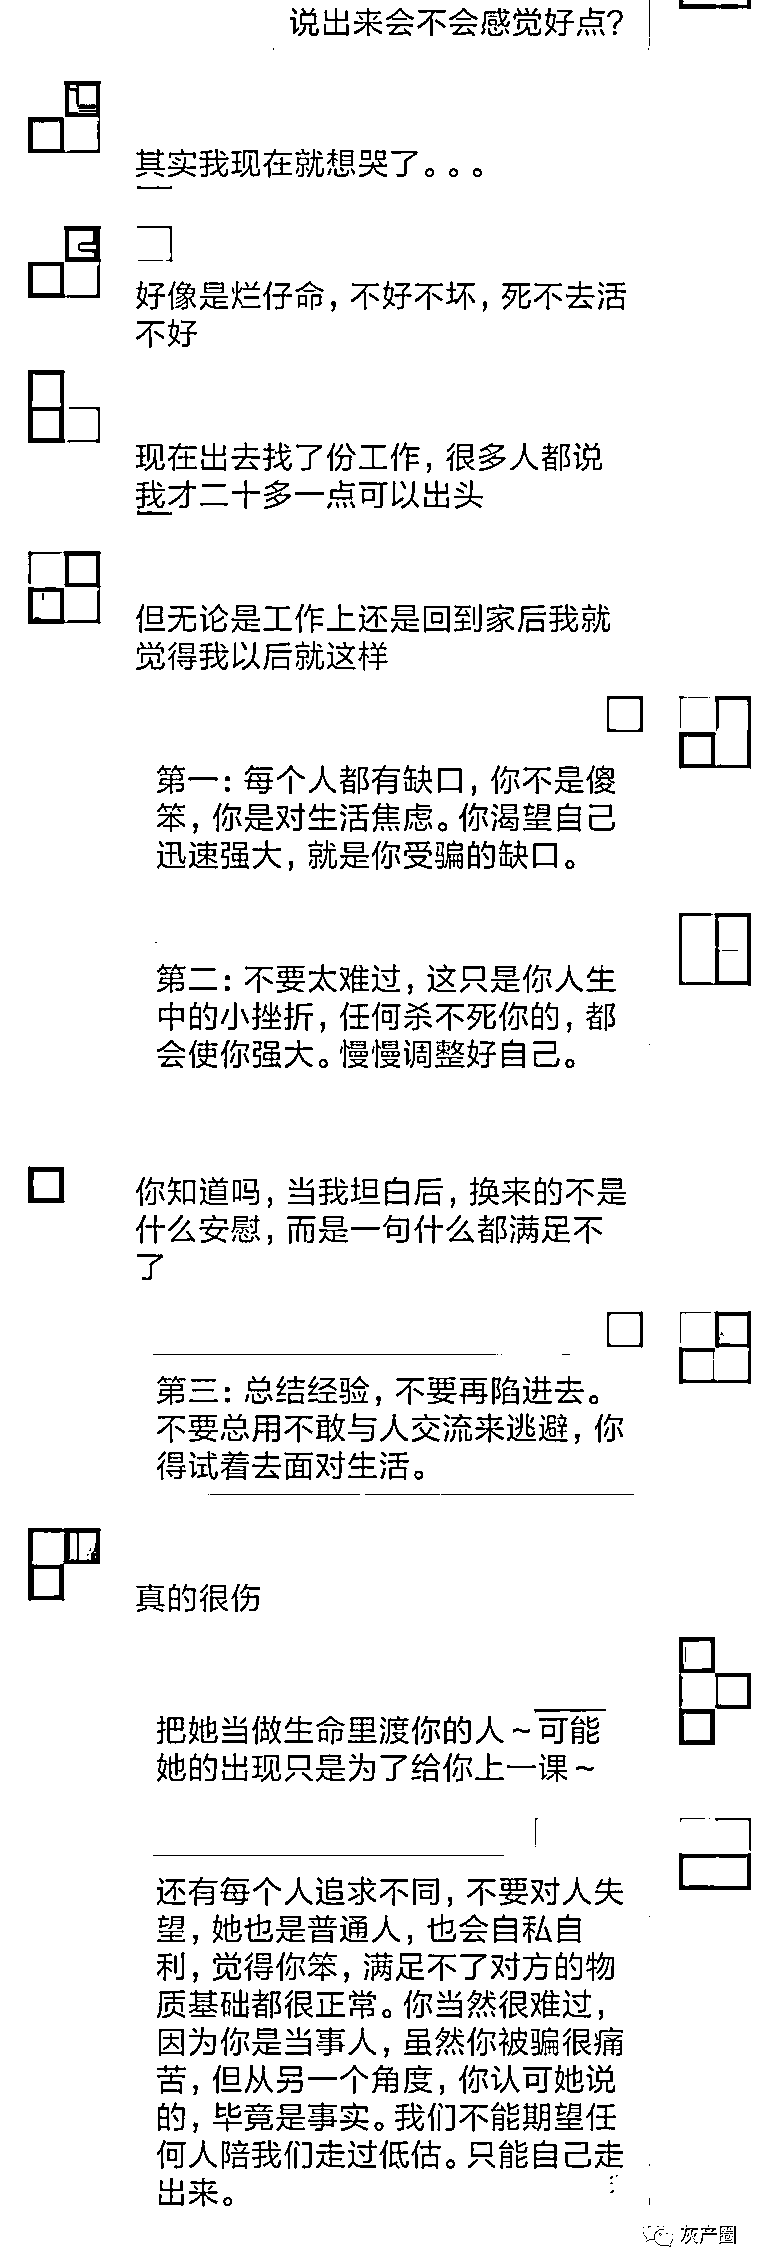 说出来会不会感觉好点？
其实我现在就想哭了。。。
好像是烂仔命，不好不坏，死不去活
不好
现在出去找了份工作，很多人都说
我才二十多一点可以出头
但无论是工作上还是回到家后我就
觉得我以后就这样
第一：每个人都有缺口，你不是傻
笨，你是对生活焦虑。你渴望自己
迅速强大，就是你受骗的缺口。
第二：不要太难过，这只是你人生
中的小挫折，任何杀不死你的，都
会使你强大。慢慢调整好自己。
你知道吗，当我坦白后，换来的不是
什么安慰，而是一句什么都满足不
了
第三：总结经验，不要再陷进去。
不要总用不敢与人交流来逃避，你
得试着去面对生活。
真的很伤
把她当做生命里渡你的人～可能
她的出现只是为了给你上一课～
还有每个人追求不同，不要对人失
望，她也是普通人，也会自私自
利，觉得你笨，满足不了对方的物
质基础都很正常。你当然很难过，
因为你是当事人，虽然你被骗很痛
苦，但从另一个角度，你认可她说
的，毕竟是事实。我们不能期望任
何人陪我们走过低估。只能自己走
出来。
灰产圈